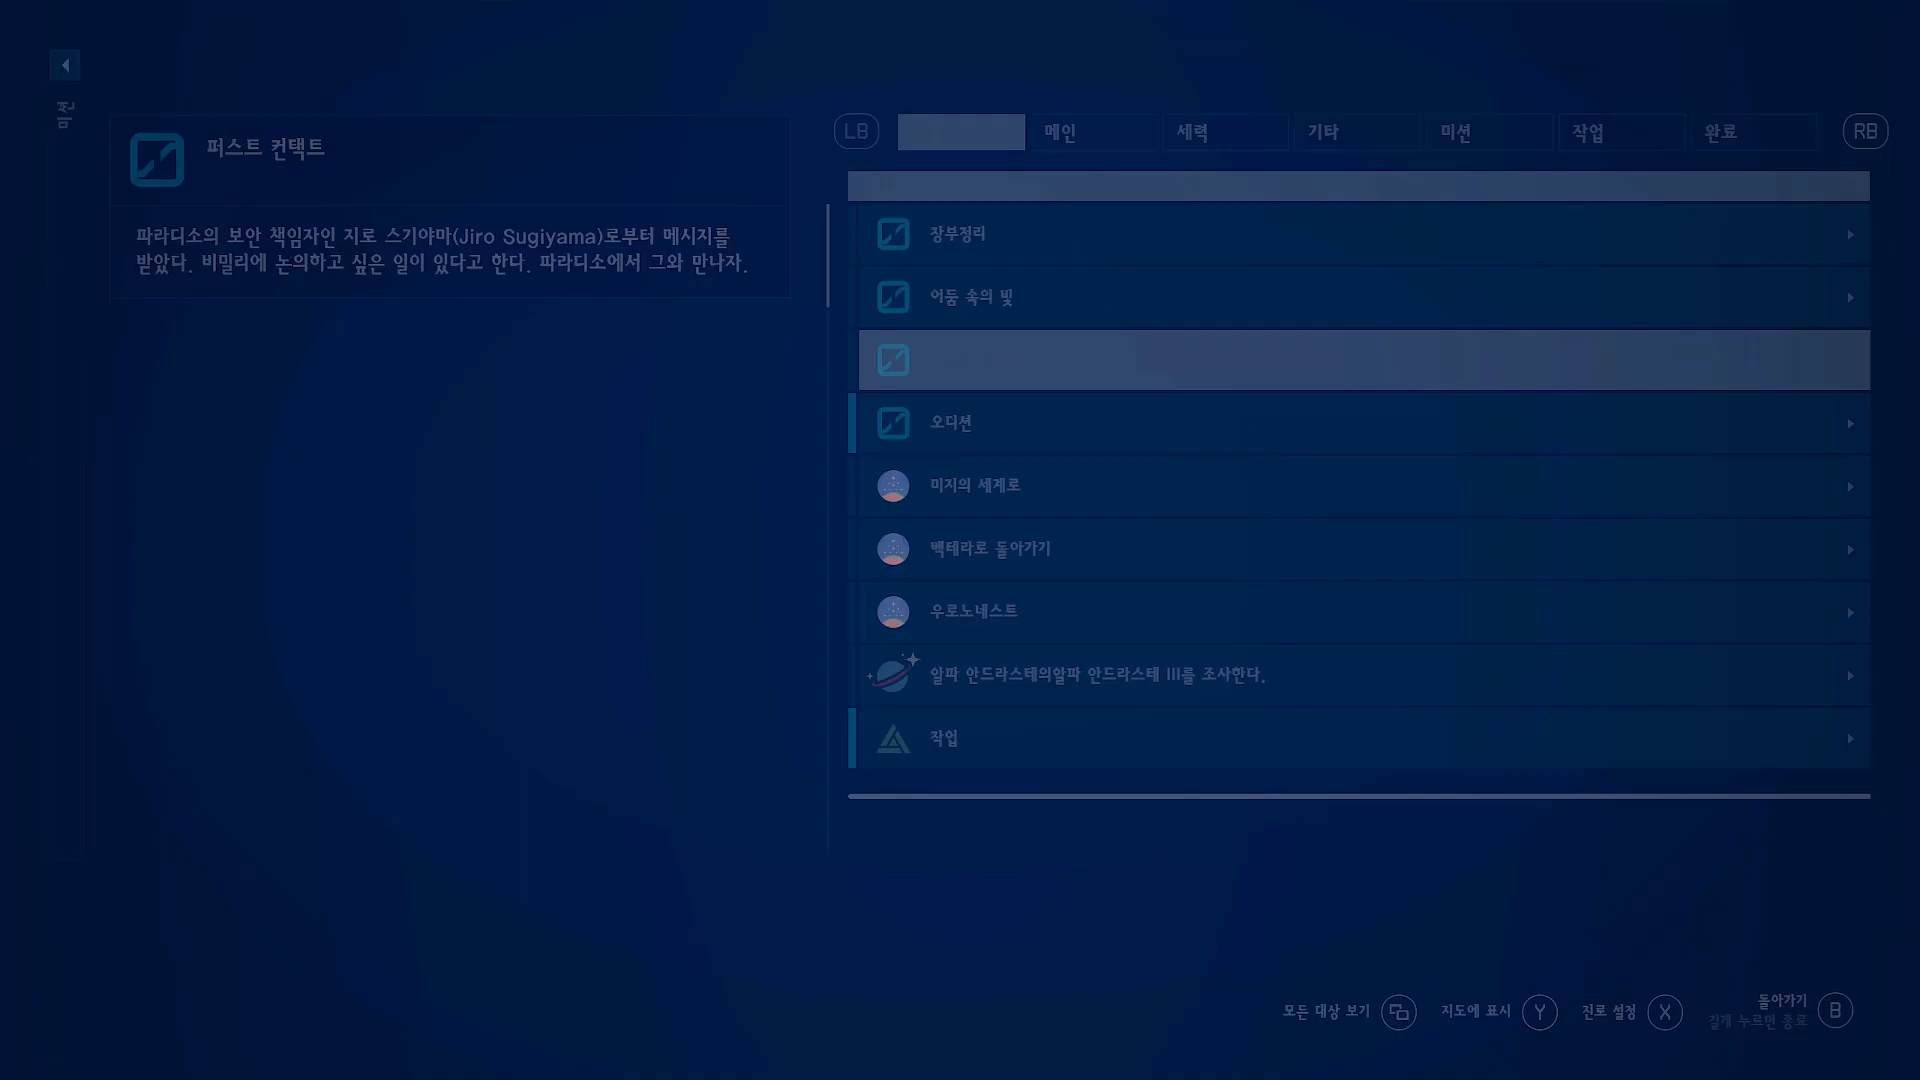 미션
퍼스트 컨택트
파라디소의 보안 책임자인 지로 스기야마(Jiro Sugiyama)로부터 메시지를
받았다. 비밀리에 논의하고 싶은 일이 있다고 한다. 파라디소에서 그와 만나자.
LB
메인
세력
기타
미션
작업
완료
RB
장부정리
어둠 속의 빛
오디션
미지의 세계로
벡테라로 돌아가기
우로노네스트
알파 안드라스테의알파 안드라스테 III를 조사한다.
작업
모든 대상 보기
지도에 표시 Y
진로 설정 X
돌아가기 B
길게 누르면 종료